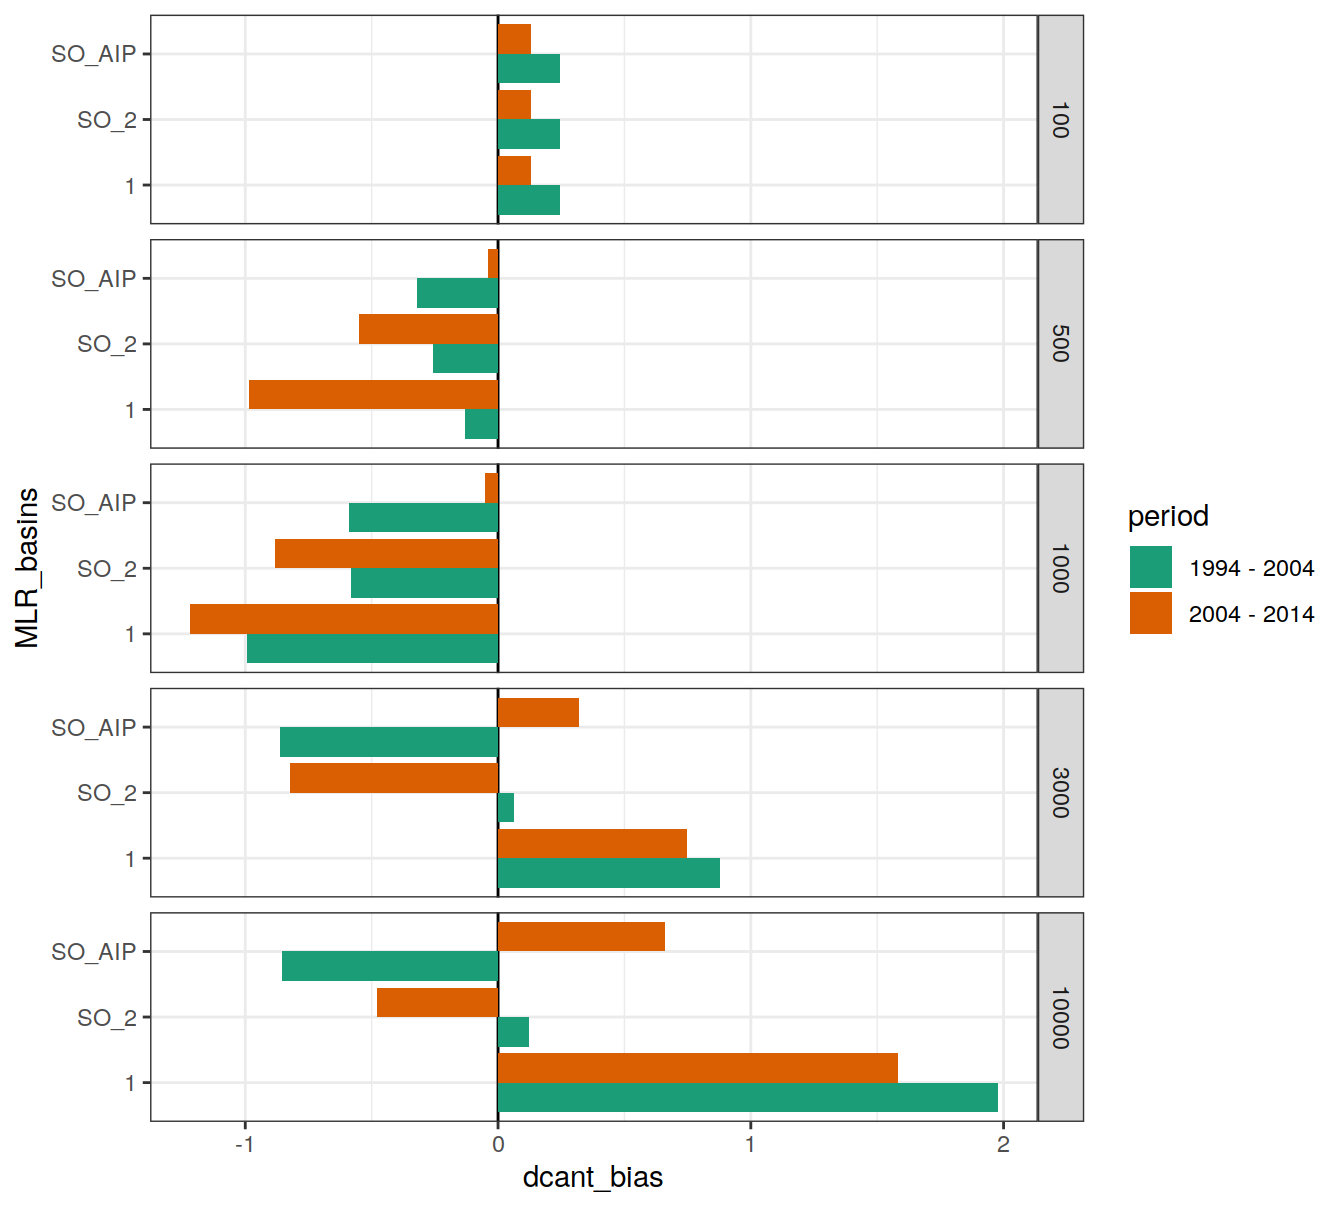 SO_AIP
SO_2
1
100
SO_AIP
SO_2
1
500
SO_AIP
SO_2
1
1000
SO_AIP
SO_2
1
3000
SO_AIP
SO_2
1
10000
-1 0 1 2
dcant_bias
MLR_basins
period
1994 - 2004
2004 - 2014